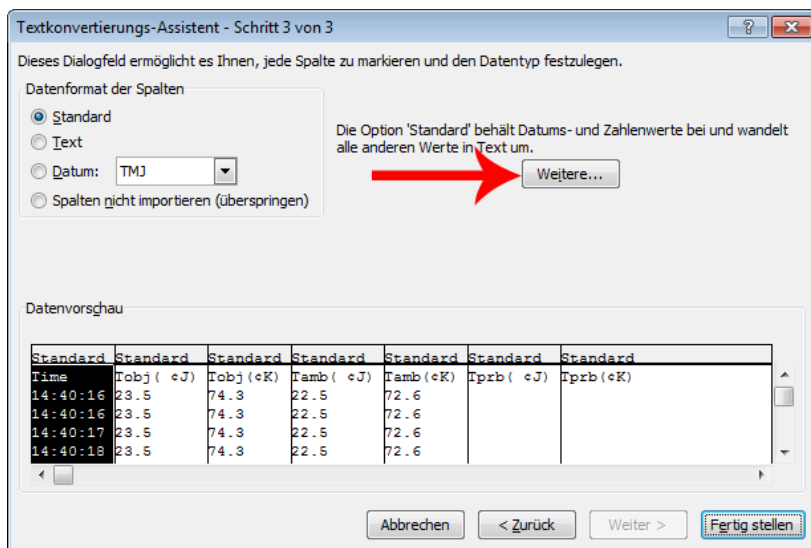 Textkonvertierungs-Assistent - Schritt 3 von 3
Dieses Dialogfeld ermöglicht es Ihnen, jede Spalte zu markieren und den Datentyp festzulegen.
Datenformat der Spalten
Standard
Text
Datum: TMJ
Spalten nicht importieren (überspringen)
Die Option 'Standard' behält Datums- und Zahlenwerte bei und wandelt
alle anderen Werte in Text um.
Weitere...
Datenvorschau
Standard Standard Standard Standard Standard Standard Standard
Time Tobj( ¢J) Tobj(¢K) Tamb( ¢J) Tamb(¢K) Tprb( ¢J) Tprb(¢K)
14:40:16 23.5 74.3 22.5 72.6
14:40:16 23.5 74.3 22.5 72.6
14:40:17 23.5 74.3 22.5 72.6
14:40:18 23.5 74.3 22.5 72.6
Abbrechen < Zurück Weiter > Fertig stellen